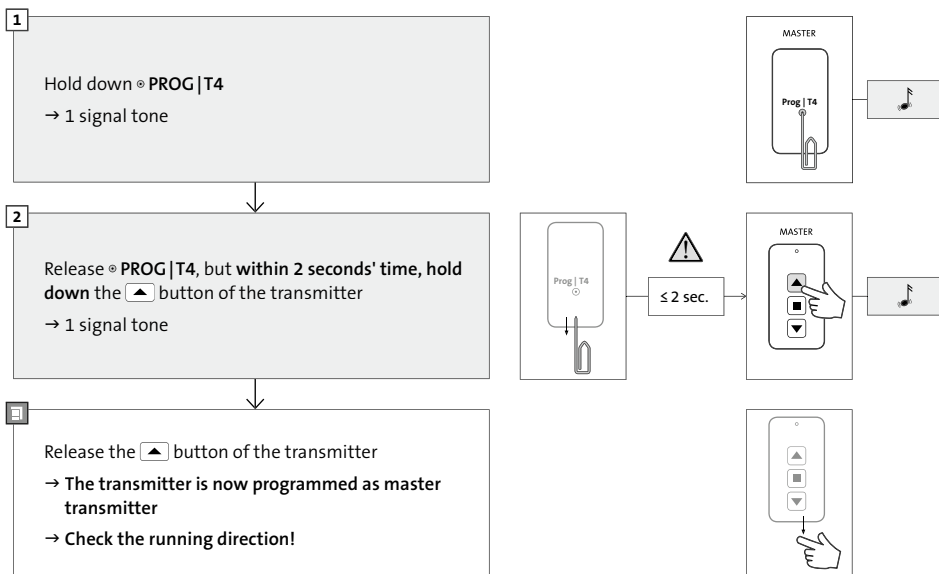 1
Hold down ⊙ PROG|T4
→ 1 signal tone
MASTER
Prog | T4
2
Release ⊙ PROG|T4, but within 2 seconds' time, hold
down the ▲ button of the transmitter
→ 1 signal tone
Prog | T4
≤ 2 sec.
MASTER
Release the ▲ button of the transmitter
→ The transmitter is now programmed as master
transmitter
→ Check the running direction!